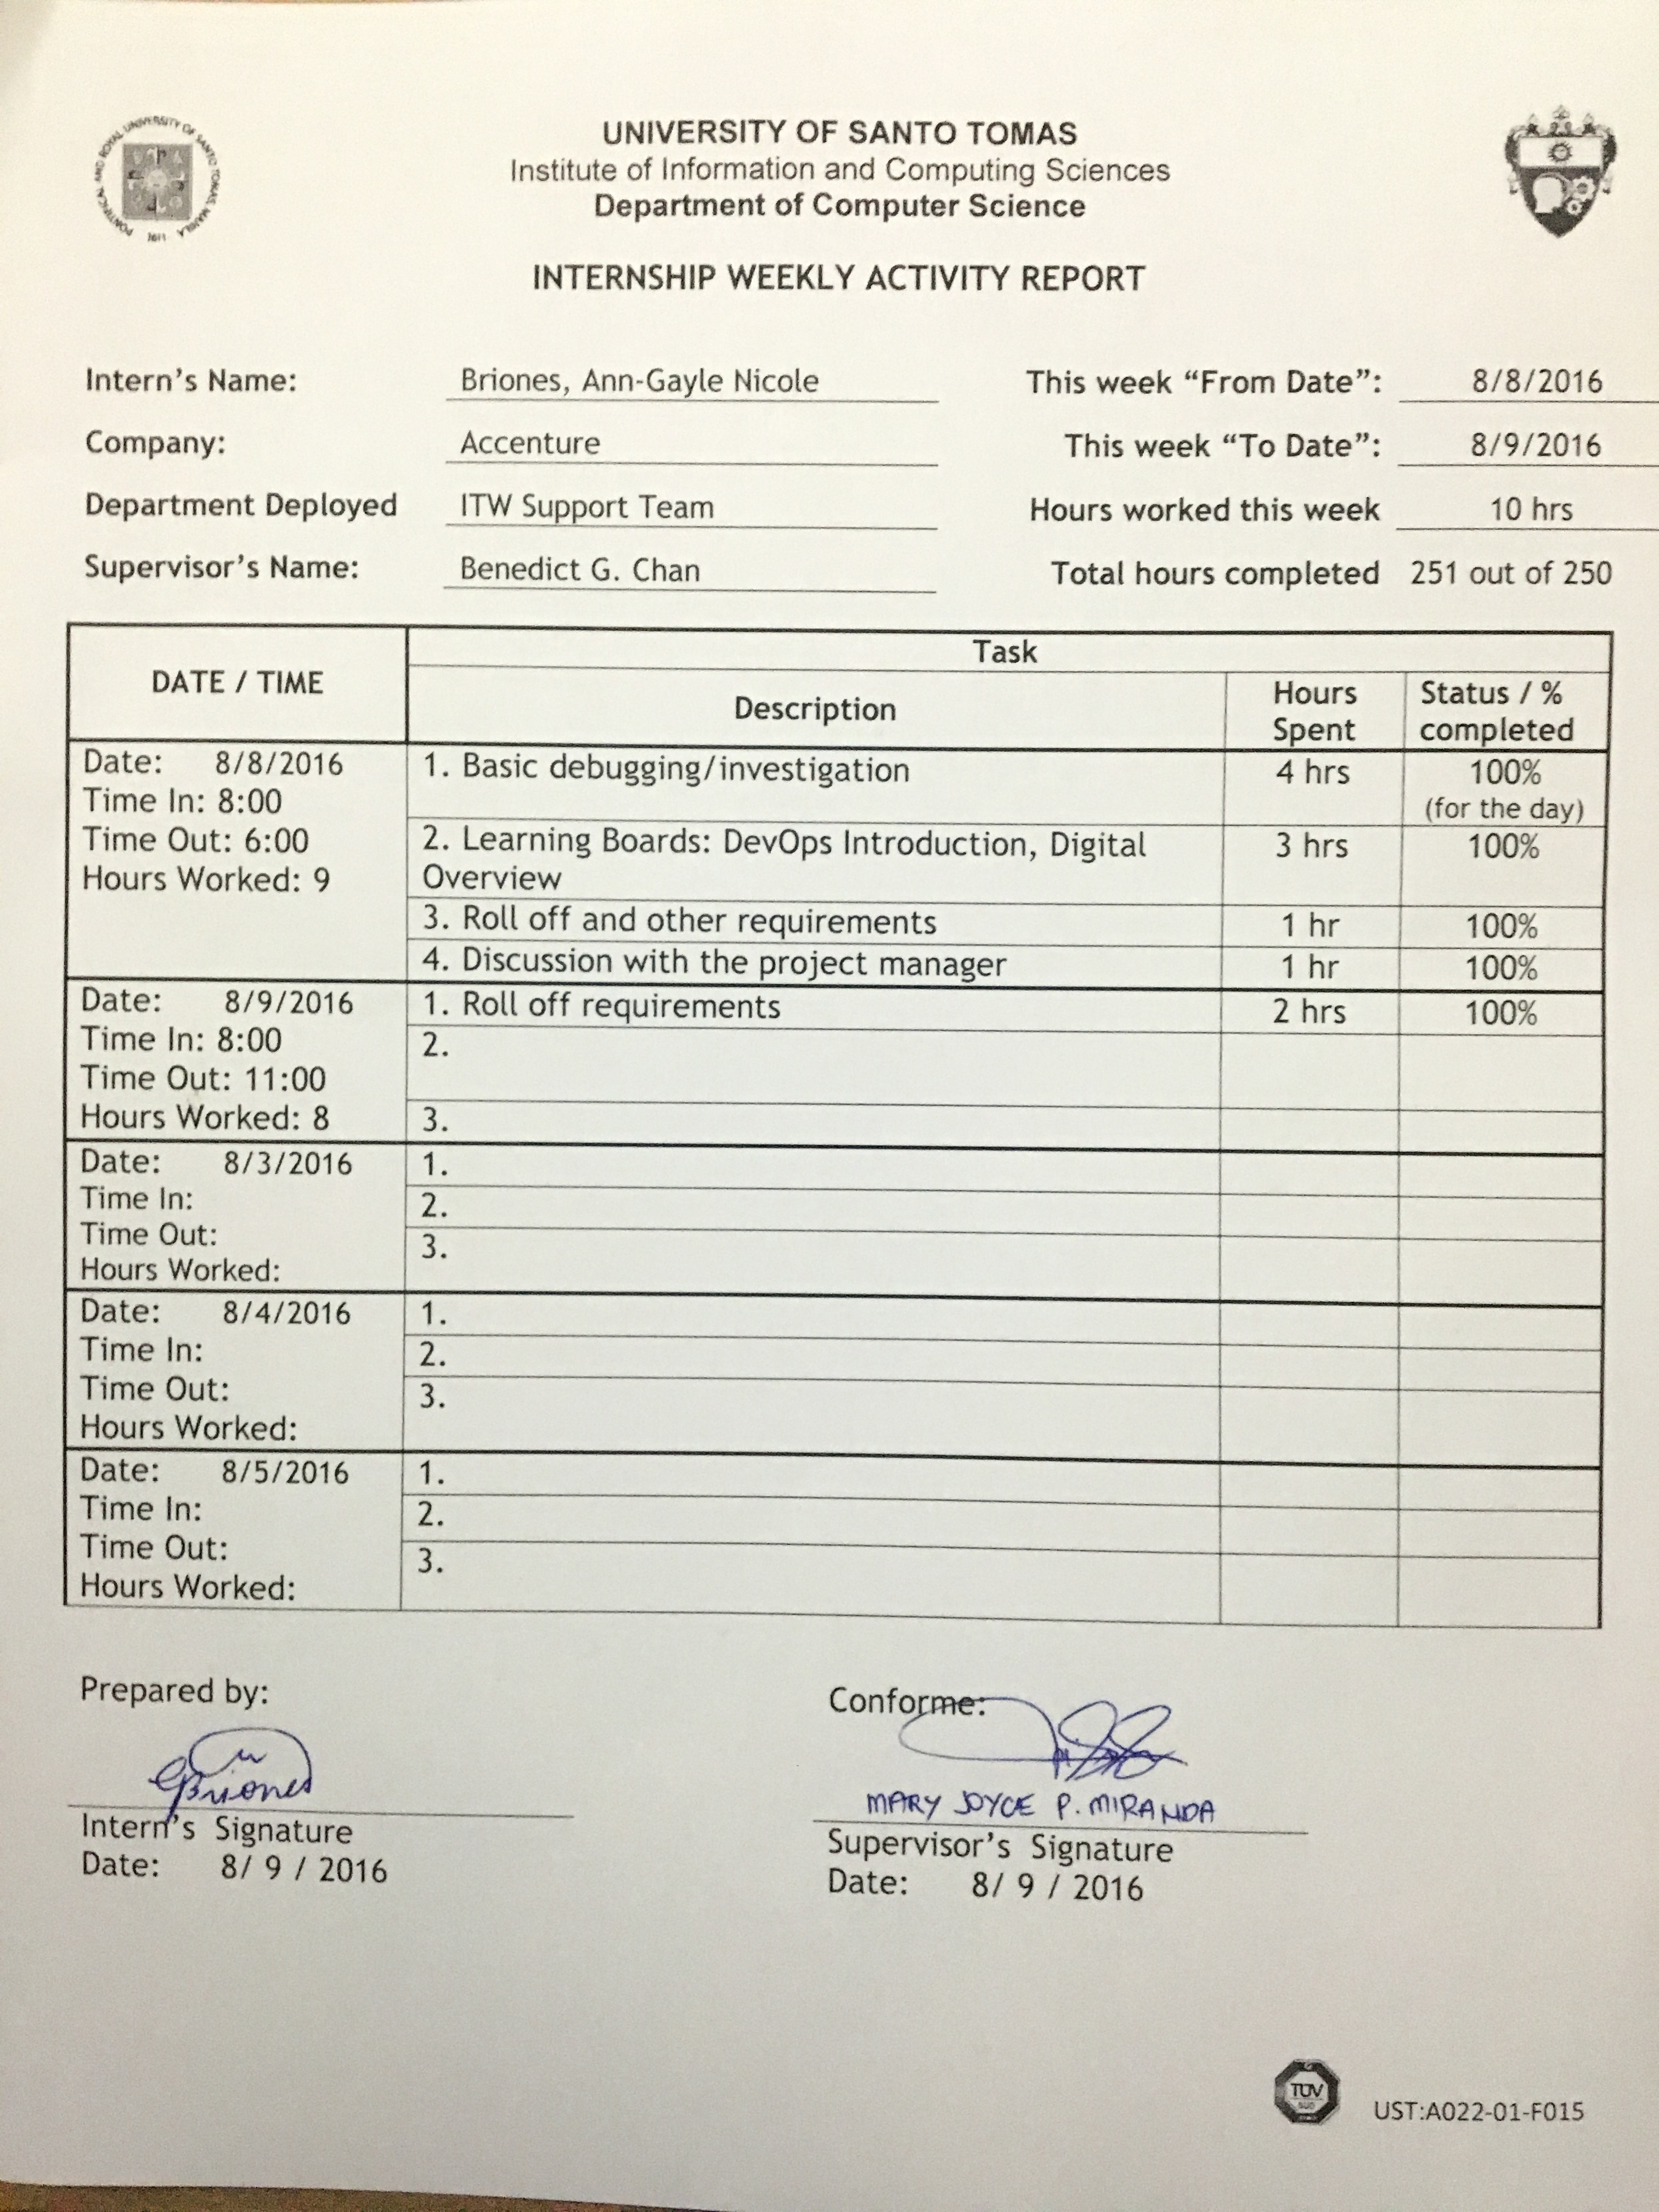 PONTIFICAL AND ROYAL UNIVERSITY OF SANTO TOMAS, MANILA
1611
UNIVERSITY OF SANTO TOMAS
Institute of Information and Computing Sciences
Department of Computer Science
INTERNSHIP WEEKLY ACTIVITY REPORT
Intern's Name: Briones, Ann-Gayle Nicole This week “From Date”: 8/8/2016
Company: Accenture This week “To Date”: 8/9/2016
Department Deployed ITW Support Team Hours worked this week 10 hrs
Supervisor's Name: Benedict G. Chan Total hours completed 251 out of 250
Task
DATE / TIME
Description
Hours Spent
Status / % completed
Date: 8/8/2016
Time In: 8:00
Time Out: 6:00
Hours Worked: 9
1. Basic debugging/investigation 4 hrs 100%
(for the day)
2. Learning Boards: DevOps Introduction, Digital 3 hrs 100%
Overview
3. Roll off and other requirements 1 hr 100%
4. Discussion with the project manager 1 hr 100%
Date: 8/9/2016
Time In: 8:00
Time Out: 11:00
Hours Worked: 8
1. Roll off requirements 2 hrs 100%
2.
3.
Date: 8/3/2016
Time In:
Time Out:
Hours Worked:
1.
2.
3.
Date: 8/4/2016
Time In:
Time Out:
Hours Worked:
1.
2.
3.
Date: 8/5/2016
Time In:
Time Out:
Hours Worked:
1.
2.
3.
Prepared by:
Conforme:
Briones
MARY JOYCE P. MIRANDA
Intern's Signature
Supervisor's Signature
Date: 8/ 9 / 2016
Date: 8/ 9 / 2016
TUV
SUD
UST:A022-01-F015